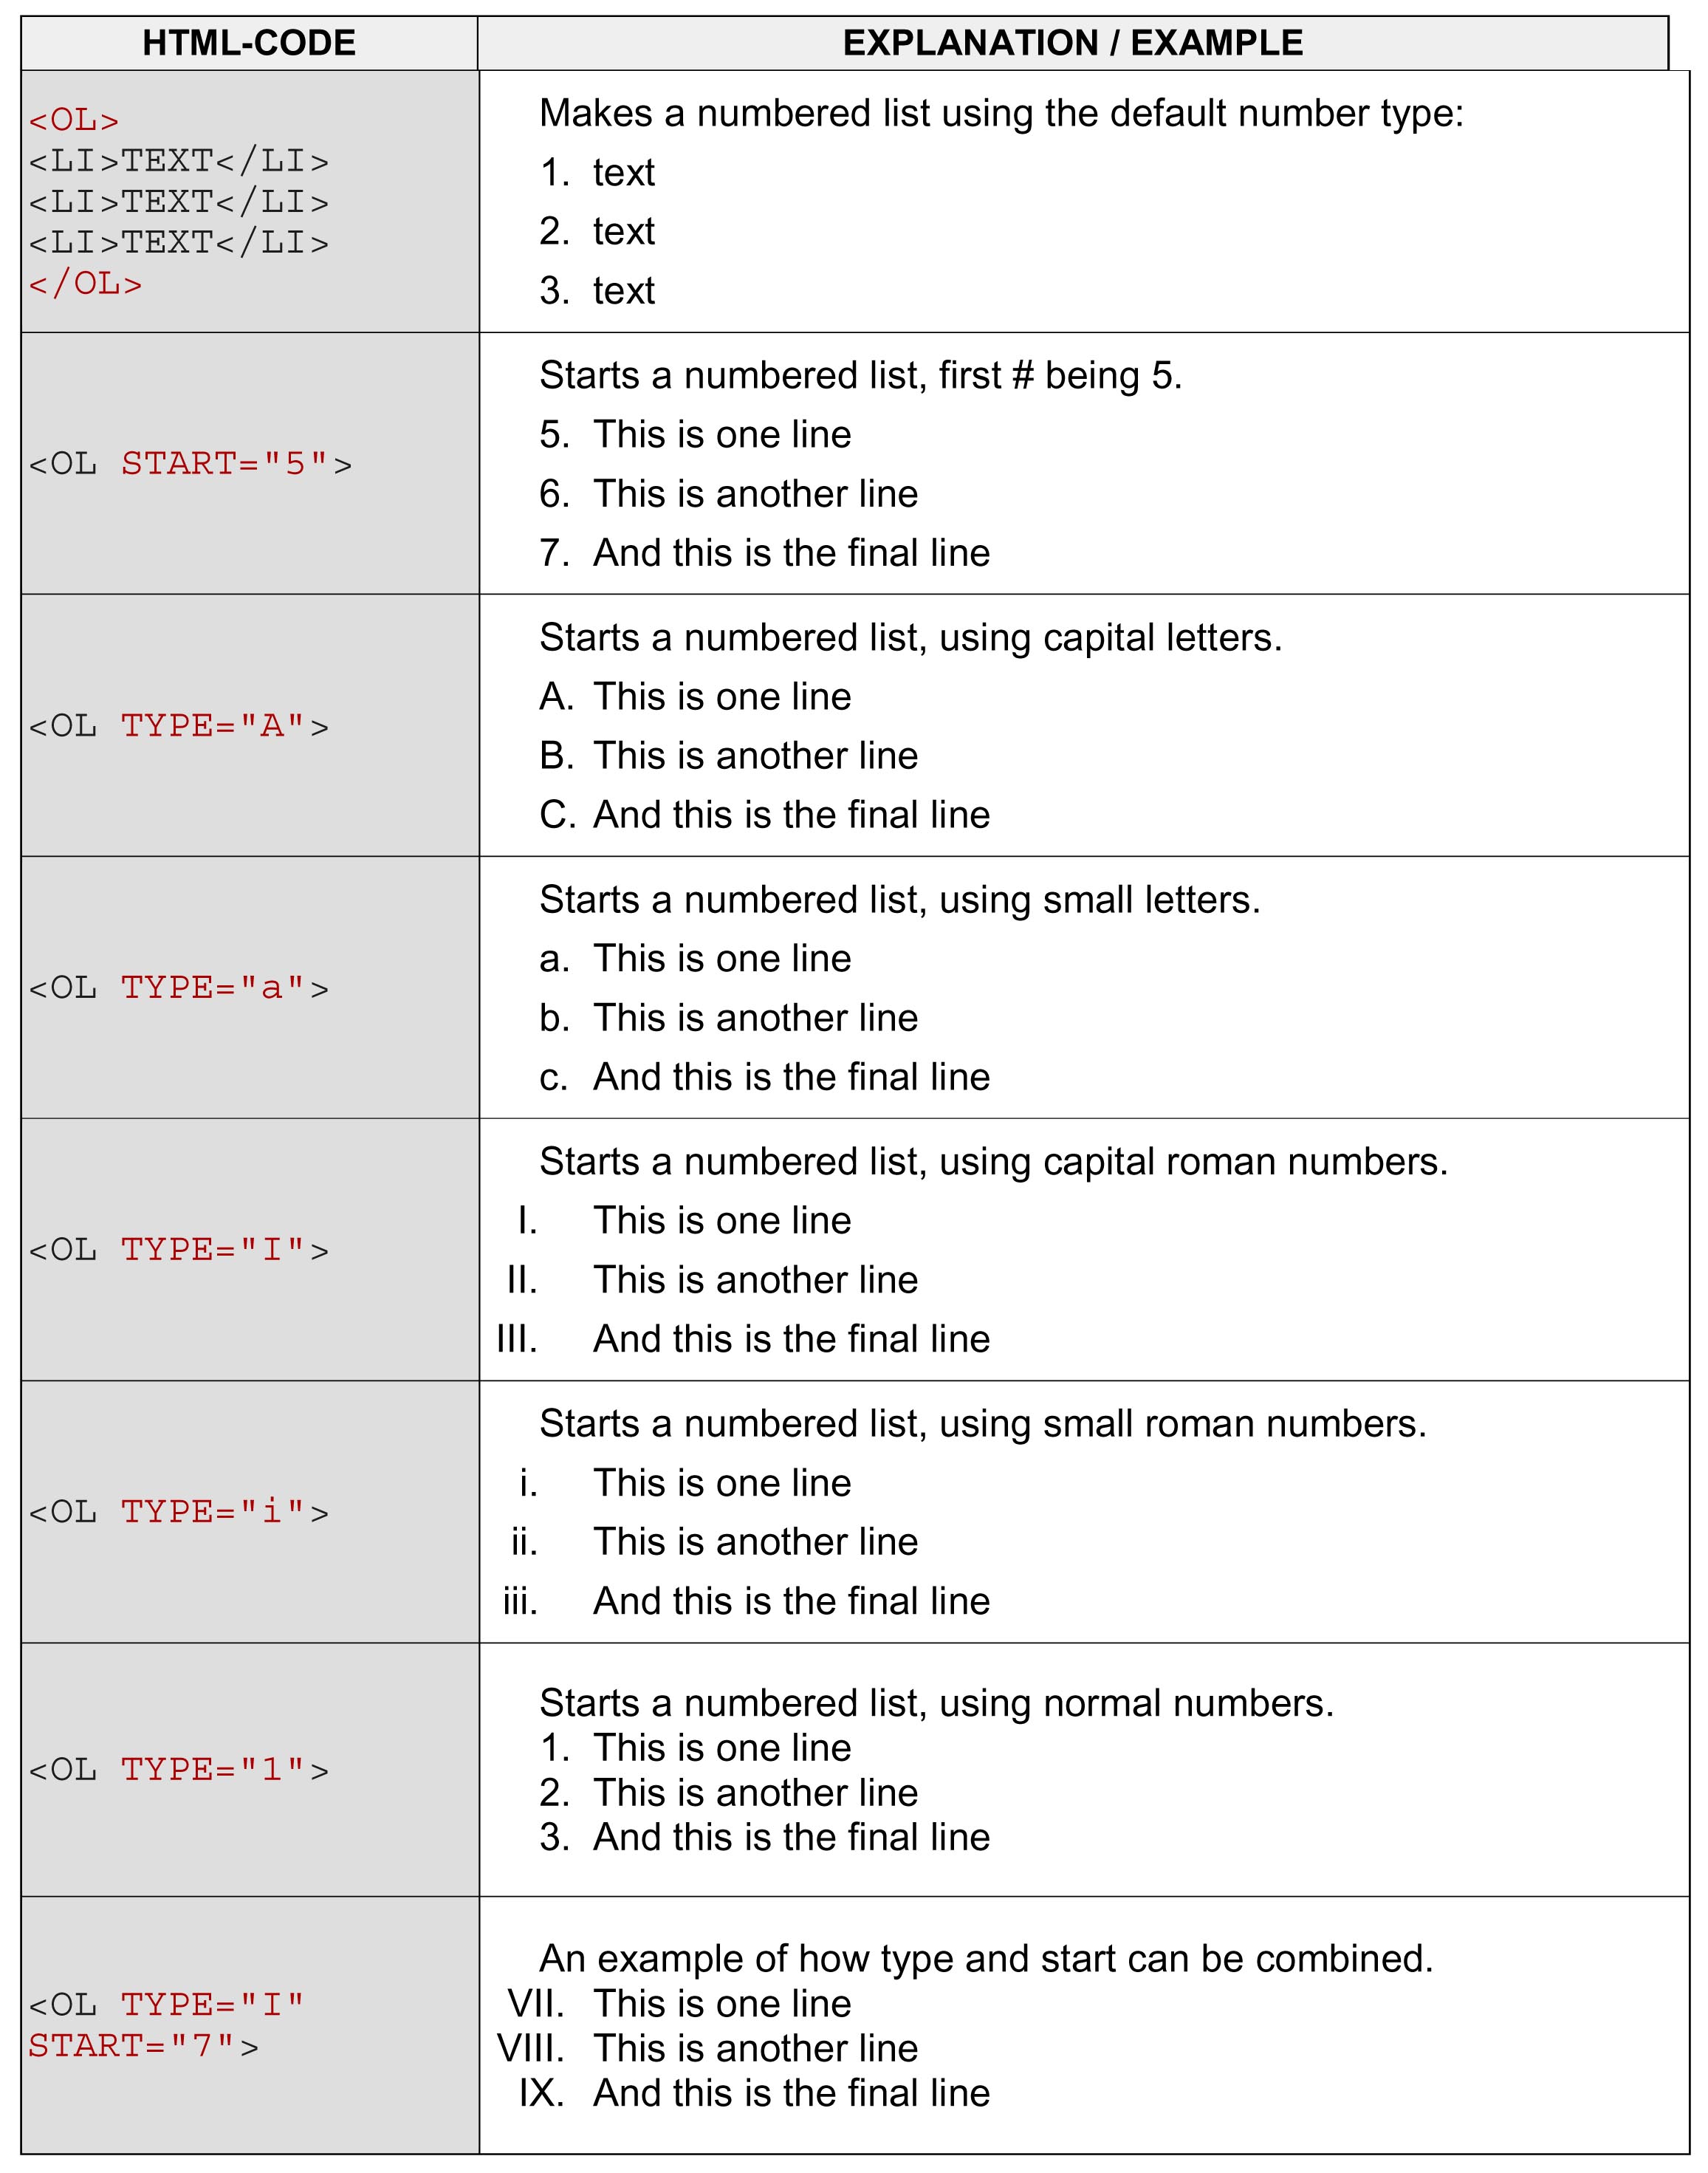 HTML-CODE EXPLANATION / EXAMPLE
<OL>
<LI>TEXT</LI>
<LI>TEXT</LI>
<LI>TEXT</LI>
</OL>
Makes a numbered list using the default number type:
1. text
2. text
3. text
<OL START="5">
Starts a numbered list, first # being 5.
5. This is one line
6. This is another line
7. And this is the final line
<OL TYPE="A">
Starts a numbered list, using capital letters.
A. This is one line
B. This is another line
C. And this is the final line
<OL TYPE="a">
Starts a numbered list, using small letters.
a. This is one line
b. This is another line
c. And this is the final line
<OL TYPE="I">
Starts a numbered list, using capital roman numbers.
I. This is one line
II. This is another line
III. And this is the final line
<OL TYPE="i">
Starts a numbered list, using small roman numbers.
i. This is one line
ii. This is another line
iii. And this is the final line
<OL TYPE="1">
Starts a numbered list, using normal numbers.
1. This is one line
2. This is another line
3. And this is the final line
<OL TYPE="I"
START="7">
An example of how type and start can be combined.
VII. This is one line
VIII. This is another line
IX. And this is the final line